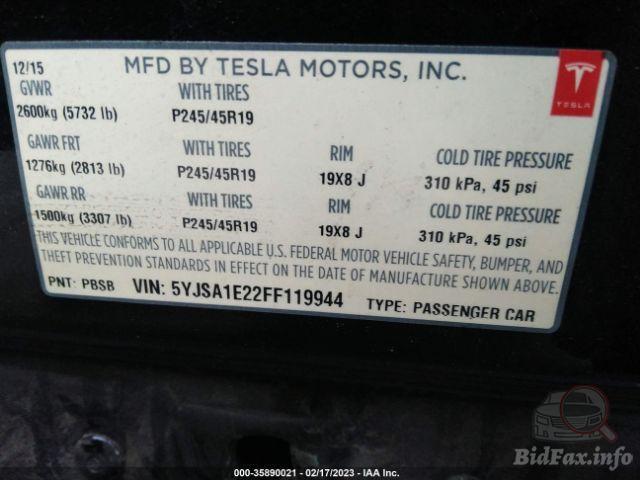 12/15 MFD BY TESLA MOTORS, INC.
TESLA
GVWR WITH TIRES
2600kg (5732 lb) P245/45R19
GAWR FRT WITH TIRES RIM COLD TIRE PRESSURE
1276kg (2813 lb) P245/45R19 19X8 J 310 kPa, 45 psi
GAWR RR WITH TIRES RIM COLD TIRE PRESSURE
1500kg (3307 lb) P245/45R19 19X8 J 310 kPa, 45 psi
THIS VEHICLE CONFORMS TO ALL APPLICABLE U.S. FEDERAL MOTOR VEHICLE SAFETY, BUMPER, AND
THEFT PREVENTION STANDARDS IN EFFECT ON THE DATE OF MANUFACTURE SHOWN ABOVE.
PNT: PBSB VIN: 5YJSA1E22FF119944 TYPE: PASSENGER CAR
BidFax.info
000-35890021 - 02/17/2023 - IAA Inc.